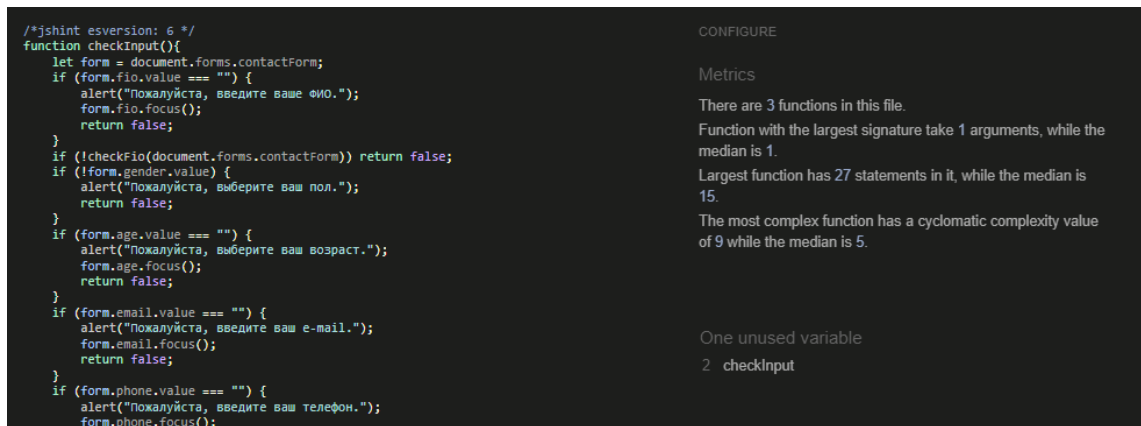 /*jshint esversion: 6 */
function checkInput(){
    let form = document.forms.contactForm;
    if (form.fio.value === "") {
        alert("Пожалуйста, введите ваше ФИО.");
        form.fio.focus();
        return false;
    }
    if (!checkFio(document.forms.contactForm)) return false;
    if (!form.gender.value) {
        alert("Пожалуйста, выберите ваш пол.");
        return false;
    }
    if (form.age.value === "") {
        alert("Пожалуйста, выберите ваш возраст.");
        form.age.focus();
        return false;
    }
    if (form.email.value === "") {
        alert("Пожалуйста, введите ваш e-mail.");
        form.email.focus();
        return false;
    }
    if (form.phone.value === "") {
        alert("Пожалуйста, введите ваш телефон.");
        form.phone.focus();
CONFIGURE
Metrics
There are 3 functions in this file.
Function with the largest signature take 1 arguments, while the
median is 1.
Largest function has 27 statements in it, while the median is
15.
The most complex function has a cyclomatic complexity value
of 9 while the median is 5.
One unused variable
2 checkInput